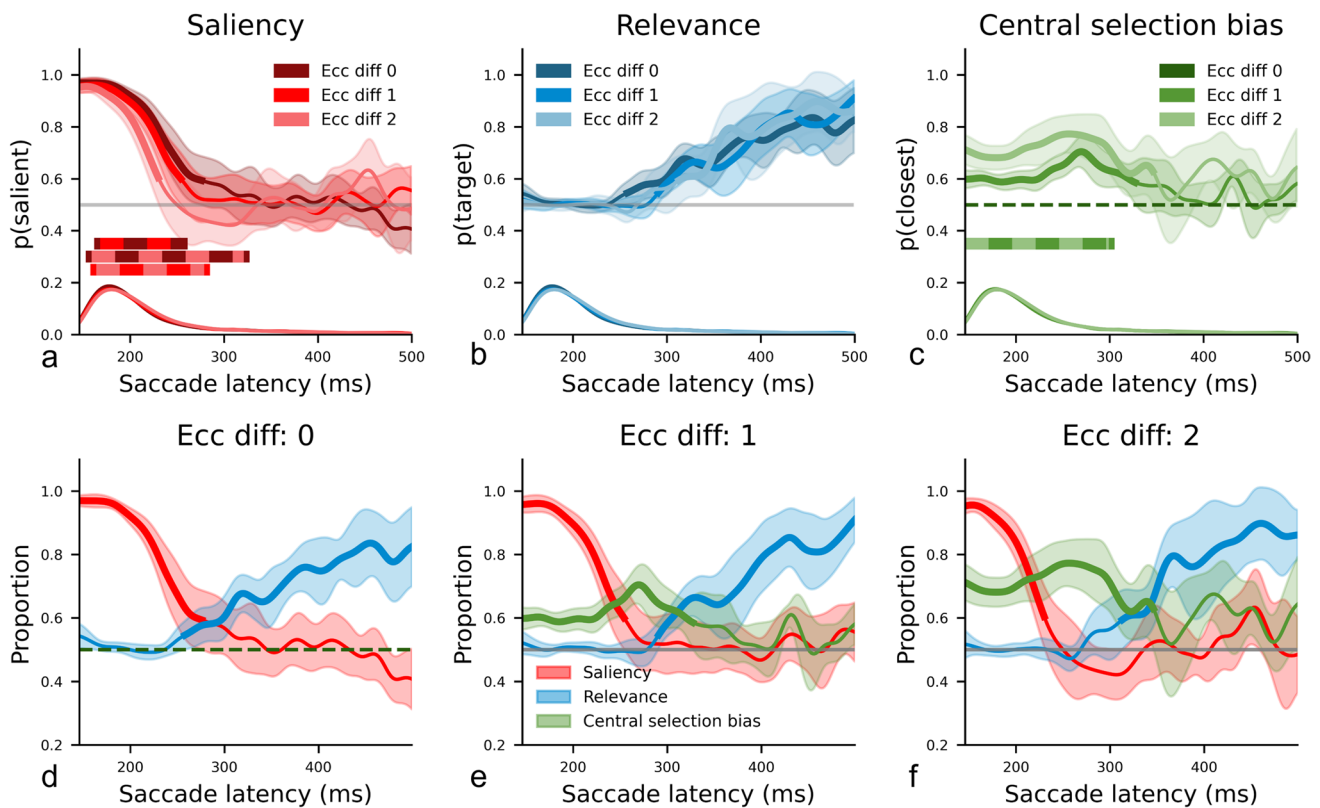 Saliency
Relevance
Central selection bias
p(salient)
1.0
0.8
0.6
0.4
0.2
0.0
Ecc diff 0
Ecc diff 1
Ecc diff 2
200
300
400
500
a
Saccade latency (ms)
p(targest)
1.0
0.8
0.6
0.4
0.2
0.0
Ecc diff 0
Ecc diff 1
Ecc diff 2
200
300
400
500
b
Saccade latency (ms)
p(closest)
1.0
0.8
0.6
0.4
0.2
0.0
Ecc diff 0
Ecc diff 1
Ecc diff 2
200
300
400
500
c
Saccade latency (ms)
Ecc diff: 0
Ecc diff: 1
Ecc diff: 2
Proportion
1.0
0.8
0.6
0.4
0.2
200
300
400
d
Saccade latency (ms)
Proportion
1.0
0.8
0.6
0.4
0.2
Saliency
Relevance
Central selection bias
200
300
400
e
Saccade latency (ms)
Proportion
1.0
0.8
0.6
0.4
0.2
200
300
400
f
Saccade latency (ms)